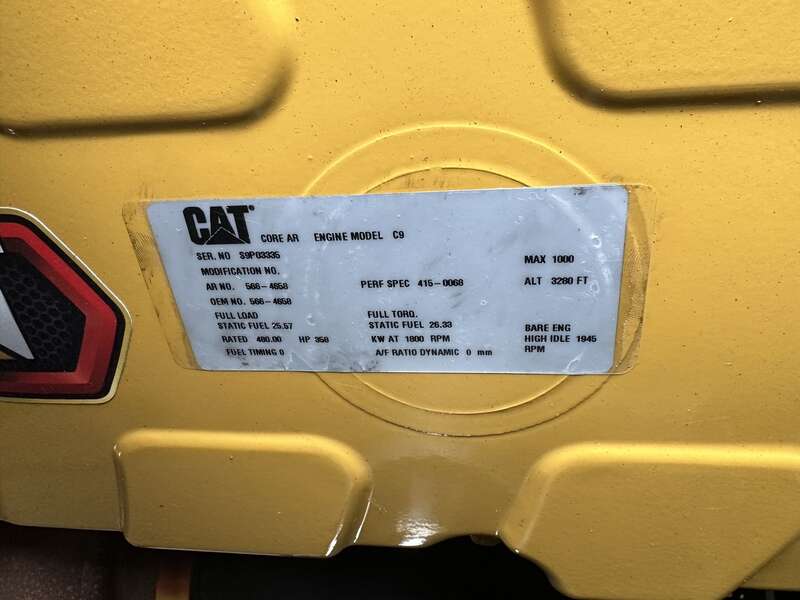 CAT CORE AR ENGINE MODEL C9
SER. NO S9P03335 MAX 1000
MODIFICATION NO.
AR NO. 566-4658 PERF SPEC 415-0068 ALT 3280 FT
OEM NO. 566-4658
FULL LOAD FULL TORQ.
STATIC FUEL 25.57 STATIC FUEL 26.33 BARE ENG
RATED 480.00 HP 358 KW AT 1800 RPM HIGH IDLE 1945
FUEL TIMING 0 A/F RATIO DYNAMIC 0 mm RPM